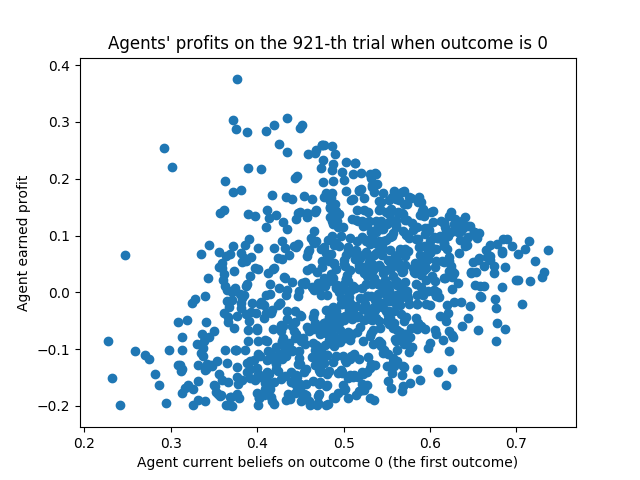 Agents' profits on the 921-th trial when outcome is 0
0.4
0.3
0.2
0.1
0.0
−0.1
−0.2
Agent earned profit
0.2 0.3 0.4 0.5 0.6 0.7
Agent current beliefs on outcome 0 (the first outcome)